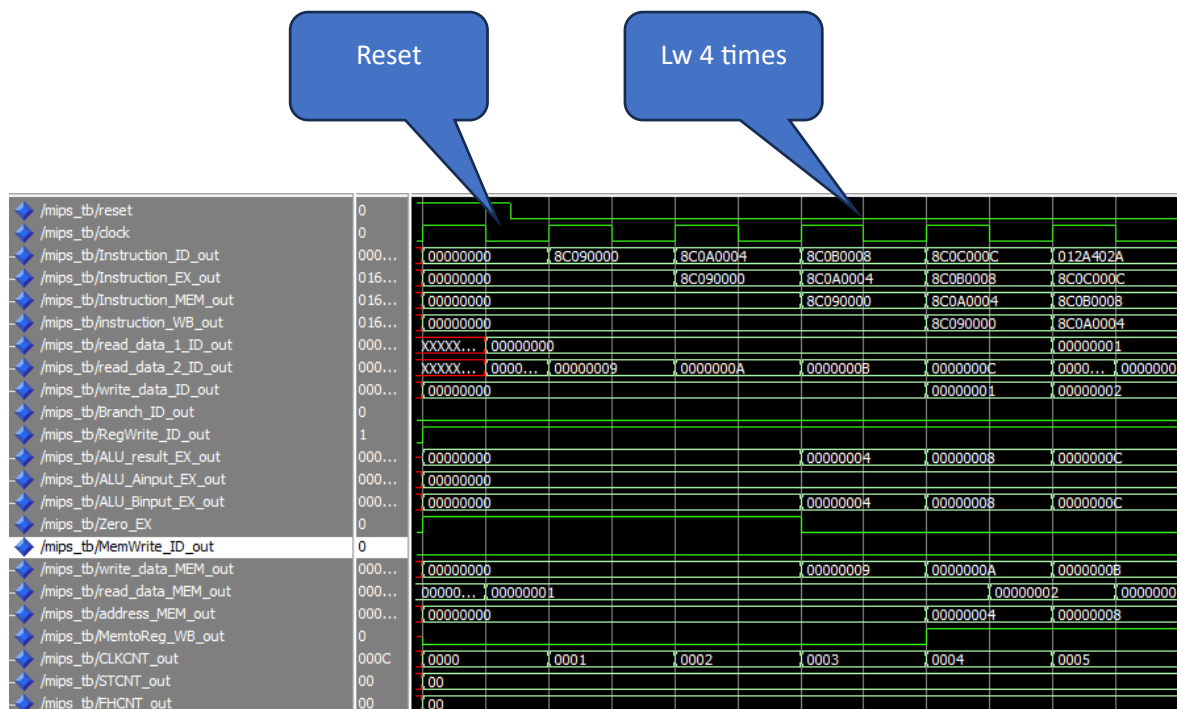 Reset
Lw 4 times
/mips_tb/reset 0
/mips_tb/clock 0
/mips_tb/Instruction_ID_out 000... 00000000 8C090000 8C0A0004 8C0B0008 8C0C000C 012A402A
/mips_tb/Instruction_EX_out 016... 00000000 8C090000 8C0A0004 8C0B0008 8C0C000C
/mips_tb/Instruction_MEM_out 016... 00000000 8C090000 8C0A0004 8C0B0008
/mips_tb/instruction_WB_out 016... 00000000 8C090000 8C0A0004
/mips_tb/read_data_1_ID_out 000... XXXXX... 00000000 00000001
/mips_tb/read_data_2_ID_out 000... XXXXX... 0000... 00000009 0000000A 0000000B 0000000C 0000... 0000000
/mips_tb/write_data_ID_out 000... 00000000 00000001 00000002
/mips_tb/Branch_ID_out 0
/mips_tb/RegWrite_ID_out 1
/mips_tb/ALU_result_EX_out 000... 00000000 00000004 00000008 0000000C
/mips_tb/ALU_Ainput_EX_out 000... 00000000
/mips_tb/ALU_Binput_EX_out 000... 00000000 00000004 00000008 0000000C
/mips_tb/Zero_EX 0
/mips_tb/MemWrite_ID_out 0
/mips_tb/write_data_MEM_out 000... 00000000 00000009 0000000A 0000000B
/mips_tb/read_data_MEM_out 000... 00000... 00000001 00000002 0000000
/mips_tb/address_MEM_out 000... 00000000 00000004 00000008
/mips_tb/MemtoReg_WB_out 0
/mips_tb/CLKCNT_out 000C 0000 0001 0002 0003 0004 0005
/mips_tb/STCNT_out 00 00
/mips_tb/FHCNT_out 00 00